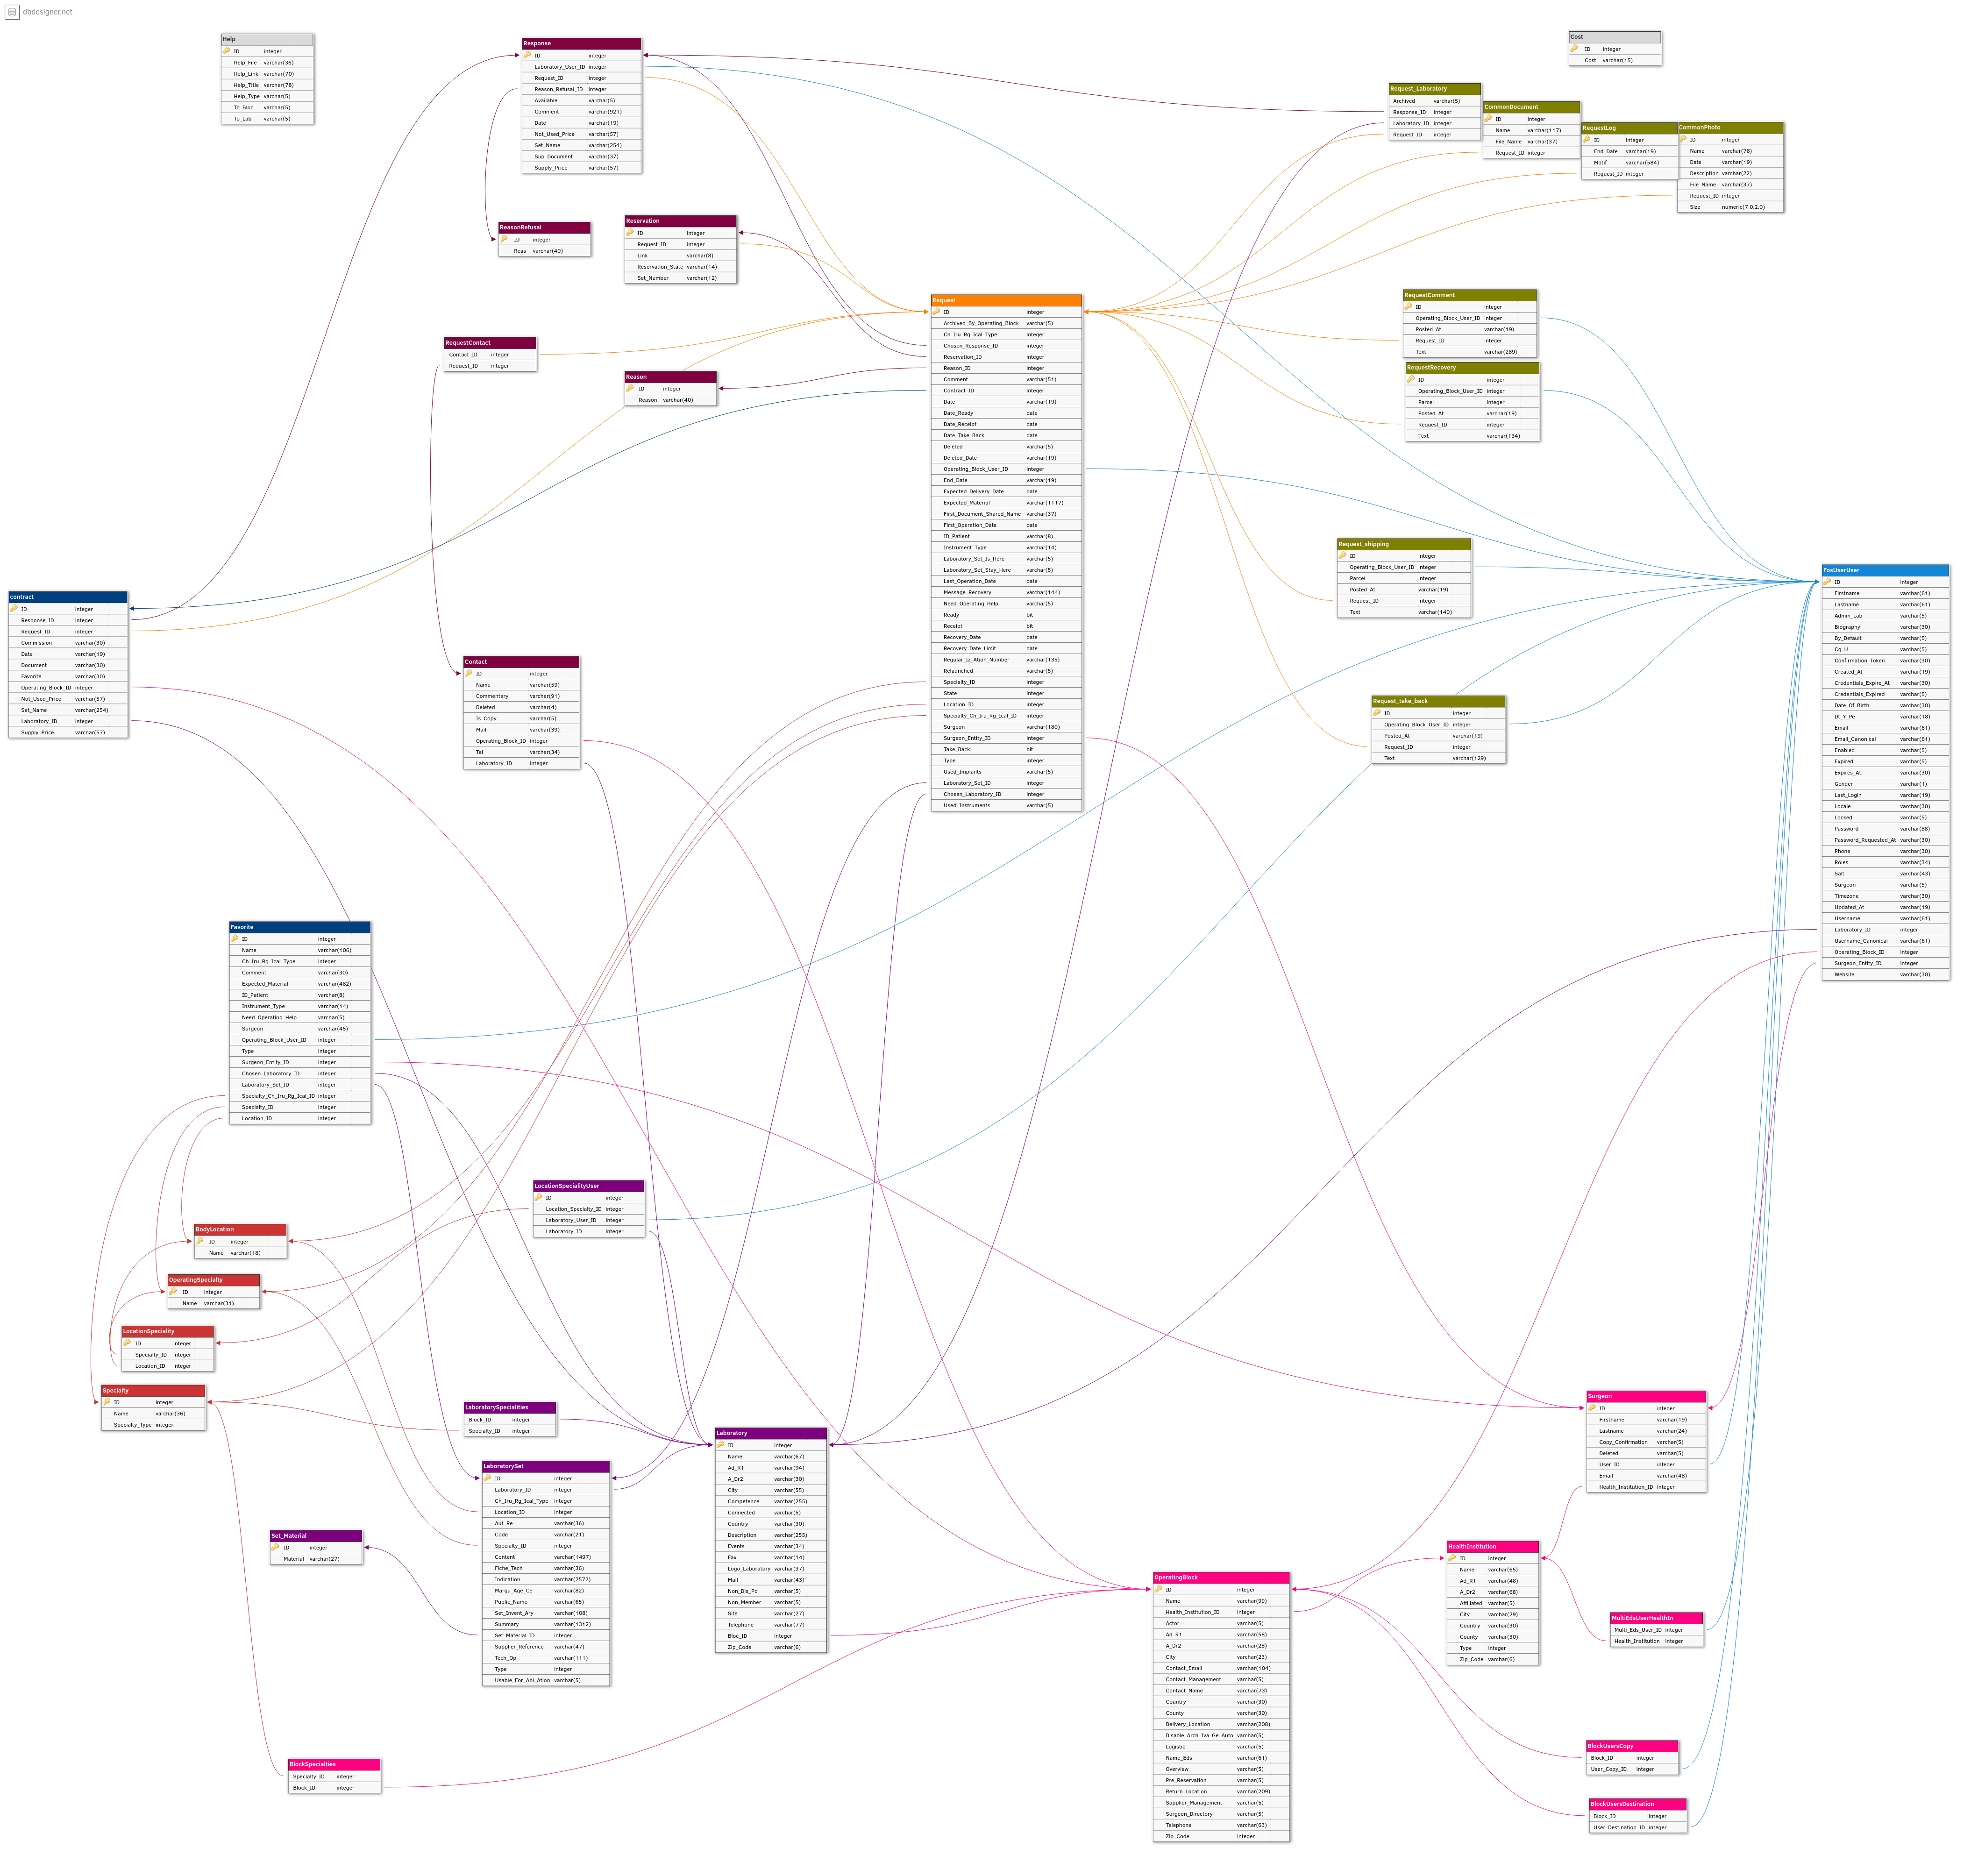 dbdesigner.net
Help
ID integer
Help_File varchar(36)
Help_Link varchar(70)
Help_Title varchar(78)
Help_Type varchar(5)
To_Bloc varchar(5)
To_Lab varchar(5)
Response
ID integer
Laboratory_User_ID integer
Request_ID integer
Reason_Refusal_ID integer
Available varchar(5)
Comment varchar(921)
Date varchar(19)
Not_Used_Price varchar(57)
Set_Name varchar(254)
Sup_Document varchar(37)
Supply_Price varchar(57)
Cost
ID integer
Cost varchar(15)
Request_Laboratory
Archived varchar(5)
Response_ID integer
Laboratory_ID integer
Request_ID integer
CommonDocument
ID integer
Name varchar(117)
File_Name varchar(37)
Request_ID integer
RequestLog
ID integer
End_Date varchar(19)
Motif varchar(584)
Request_ID integer
CommonPhoto
ID integer
Name varchar(78)
Date varchar(19)
Description varchar(22)
File_Name varchar(37)
Request_ID integer
Size numeric(7.0,2.0)
ReasonRefusal
ID integer
Reas varchar(40)
Reservation
ID integer
Request_ID integer
Link varchar(8)
Reservation_State varchar(14)
Set_Number varchar(12)
Request
ID integer
Archived_By_Operating_Block varchar(5)
Ch_Iru_Rg_Ical_Type integer
Chosen_Response_ID integer
Reservation_ID integer
Reason_ID integer
Comment varchar(51)
Contract_ID integer
Date varchar(19)
Date_Ready date
Date_Receipt date
Date_Take_Back date
Deleted varchar(5)
Deleted_Date varchar(19)
Operating_Block_User_ID integer
End_Date varchar(19)
Expected_Delivery_Date date
Expected_Material varchar(1117)
First_Document_Shared_Name varchar(37)
First_Operation_Date date
ID_Patient varchar(8)
Instrument_Type varchar(14)
Laboratory_Set_Is_Here varchar(5)
Laboratory_Set_Stay_Here varchar(5)
Last_Operation_Date date
Message_Recovery varchar(144)
Need_Operating_Help varchar(5)
Ready bit
Receipt bit
Recovery_Date date
Recovery_Date_Limit date
Regular_Iz_Ation_Number varchar(135)
Relaunched varchar(5)
Specialty_ID integer
State integer
Location_ID integer
Specialty_Ch_Iru_Rg_Ical_ID integer
Surgeon varchar(180)
Surgeon_Entity_ID integer
Take_Back bit
Type integer
Used_Implants varchar(5)
Laboratory_Set_ID integer
Chosen_Laboratory_ID integer
Used_Instruments varchar(5)
RequestComment
ID integer
Operating_Block_User_ID integer
Posted_At varchar(19)
Request_ID integer
Text varchar(289)
RequestContact
Contact_ID integer
Request_ID integer
Reason
ID integer
Reason varchar(40)
RequestRecovery
ID integer
Operating_Block_User_ID integer
Parcel integer
Posted_At varchar(19)
Request_ID integer
Text varchar(134)
Request_shipping
ID integer
Operating_Block_User_ID integer
Parcel integer
Posted_At varchar(19)
Request_ID integer
Text varchar(140)
FosUserUser
ID integer
Firstname varchar(61)
Lastname varchar(61)
Admin_Lab varchar(5)
Biography varchar(30)
By_Default varchar(5)
Cg_U varchar(5)
Confirmation_Token varchar(30)
Created_At varchar(19)
Credentials_Expire_At varchar(30)
Credentials_Expired varchar(5)
Date_Of_Birth varchar(30)
Dt_Y_Pe varchar(18)
Email varchar(61)
Email_Canonical varchar(61)
Enabled varchar(5)
Expired varchar(5)
Expires_At varchar(30)
Gender varchar(1)
Last_Login varchar(19)
Locale varchar(30)
Locked varchar(5)
Password varchar(88)
Password_Requested_At varchar(30)
Phone varchar(30)
Roles varchar(34)
Salt varchar(43)
Surgeon varchar(5)
Timezone varchar(30)
Updated_At varchar(19)
Username varchar(61)
Laboratory_ID integer
Username_Canonical varchar(61)
Operating_Block_ID integer
Surgeon_Entity_ID integer
Website varchar(30)
contract
ID integer
Response_ID integer
Request_ID integer
Commission varchar(30)
Date varchar(19)
Document varchar(30)
Favorite varchar(30)
Operating_Block_ID integer
Not_Used_Price varchar(57)
Set_Name varchar(254)
Laboratory_ID integer
Supply_Price varchar(57)
Contact
ID integer
Name varchar(59)
Commentary varchar(91)
Deleted varchar(4)
Is_Copy varchar(5)
Mail varchar(39)
Operating_Block_ID integer
Tel varchar(34)
Laboratory_ID integer
Request_take_back
ID integer
Operating_Block_User_ID integer
Posted_At varchar(19)
Request_ID integer
Text varchar(129)
Favorite
ID integer
Name varchar(106)
Ch_Iru_Rg_Ical_Type integer
Comment varchar(30)
Expected_Material varchar(482)
ID_Patient varchar(8)
Instrument_Type varchar(14)
Need_Operating_Help varchar(5)
Surgeon varchar(45)
Operating_Block_User_ID integer
Type integer
Surgeon_Entity_ID integer
Chosen_Laboratory_ID integer
Laboratory_Set_ID integer
Specialty_Ch_Iru_Rg_Ical_ID integer
Specialty_ID integer
Location_ID integer
LocationSpecialityUser
ID integer
Location_Specialty_ID integer
Laboratory_User_ID integer
Laboratory_ID integer
BodyLocation
ID integer
Name varchar(18)
OperatingSpecialty
ID integer
Name varchar(31)
LocationSpeciality
ID integer
Specialty_ID integer
Location_ID integer
Specialty
ID integer
Name varchar(36)
Specialty_Type integer
LaboratorySpecialities
Block_ID integer
Specialty_ID integer
Laboratory
ID integer
Name varchar(67)
Ad_R1 varchar(94)
A_Dr2 varchar(30)
City varchar(55)
Competence varchar(255)
Connected varchar(5)
Country varchar(30)
Description varchar(255)
Events varchar(34)
Fax varchar(14)
Logo_Laboratory varchar(37)
Mail varchar(43)
Non_Dis_Po varchar(5)
Non_Member varchar(5)
Site varchar(27)
Telephone varchar(77)
Bloc_ID integer
Zip_Code varchar(6)
LaboratorySet
ID integer
Laboratory_ID integer
Ch_Iru_Rg_Ical_Type integer
Location_ID integer
Aut_Re varchar(36)
Code varchar(21)
Specialty_ID integer
Content varchar(1497)
Fiche_Tech varchar(36)
Indication varchar(2572)
Marqu_Age_Ce varchar(82)
Public_Name varchar(65)
Set_Invent_Ary varchar(108)
Summary varchar(1312)
Set_Material_ID integer
Supplier_Reference varchar(47)
Tech_Op varchar(111)
Type integer
Usable_For_Abl_Ation varchar(5)
Set_Material
ID integer
Material varchar(27)
Surgeon
ID integer
Firstname varchar(19)
Lastname varchar(24)
Copy_Confirmation varchar(5)
Deleted varchar(5)
User_ID integer
Email varchar(48)
Health_Institution_ID integer
HealthInstitution
ID integer
Name varchar(65)
Ad_R1 varchar(48)
A_Dr2 varchar(68)
Affiliated varchar(5)
City varchar(29)
Country varchar(30)
County varchar(30)
Type integer
Zip_Code varchar(6)
OperatingBlock
ID integer
Name varchar(99)
Health_Institution_ID integer
Actor varchar(5)
Ad_R1 varchar(58)
A_Dr2 varchar(28)
City varchar(23)
Contact_Email varchar(104)
Contact_Management varchar(5)
Contact_Name varchar(73)
Country varchar(30)
County varchar(30)
Delivery_Location varchar(208)
Disable_Arch_Iva_Ge_Auto varchar(5)
Logistic varchar(5)
Name_Eds varchar(61)
Overview varchar(5)
Pre_Reservation varchar(5)
Return_Location varchar(209)
Supplier_Management varchar(5)
Surgeon_Directory varchar(5)
Telephone varchar(63)
Zip_Code integer
MultiEdsUserHealthIn
Multi_Eds_User_ID integer
Health_Institution integer
BlockUsersCopy
Block_ID integer
User_Copy_ID integer
BlockSpecialties
Specialty_ID integer
Block_ID integer
BlockUsersDestination
Block_ID integer
User_Destination_ID integer